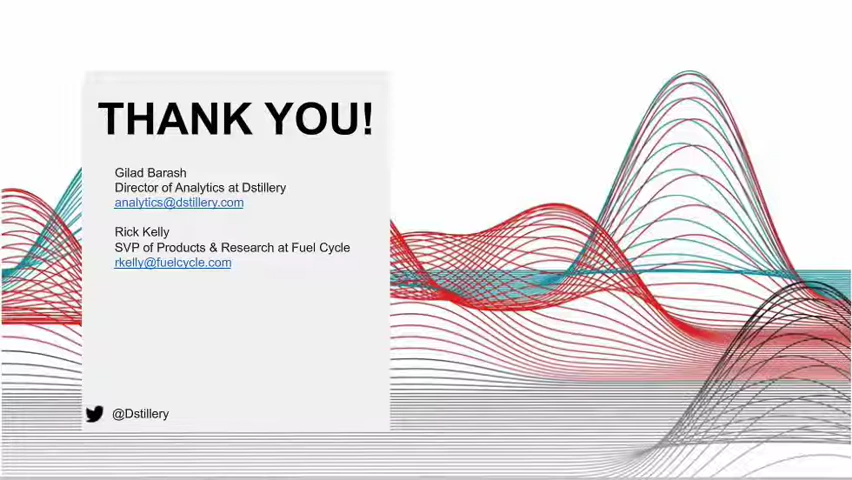 THANK YOU!
Gilad Barash
Director of Analytics at Dstillery
analytics@dstillery.com
Rick Kelly
SVP of Products & Research at Fuel Cycle
rkelly@fuelcycle.com
@Dstillery